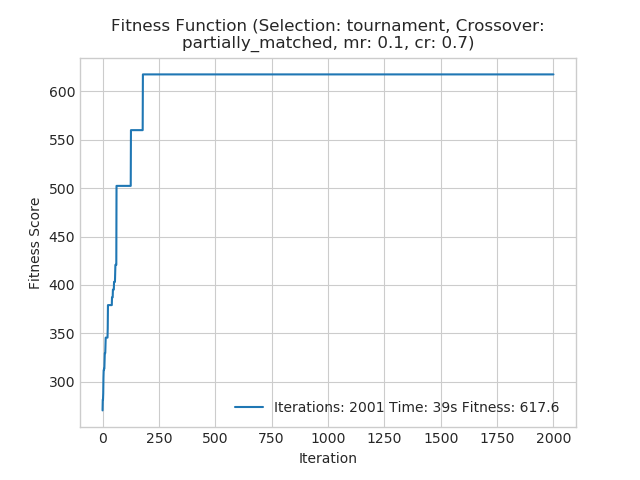 Fitness Function (Selection: tournament, Crossover:
partially_matched, mr: 0.1, cr: 0.7)
Fitness Score
600
550
500
450
400
350
300
Iterations: 2001 Time: 39s Fitness: 617.6
0 250 500 750 1000 1250 1500 1750 2000
Iteration